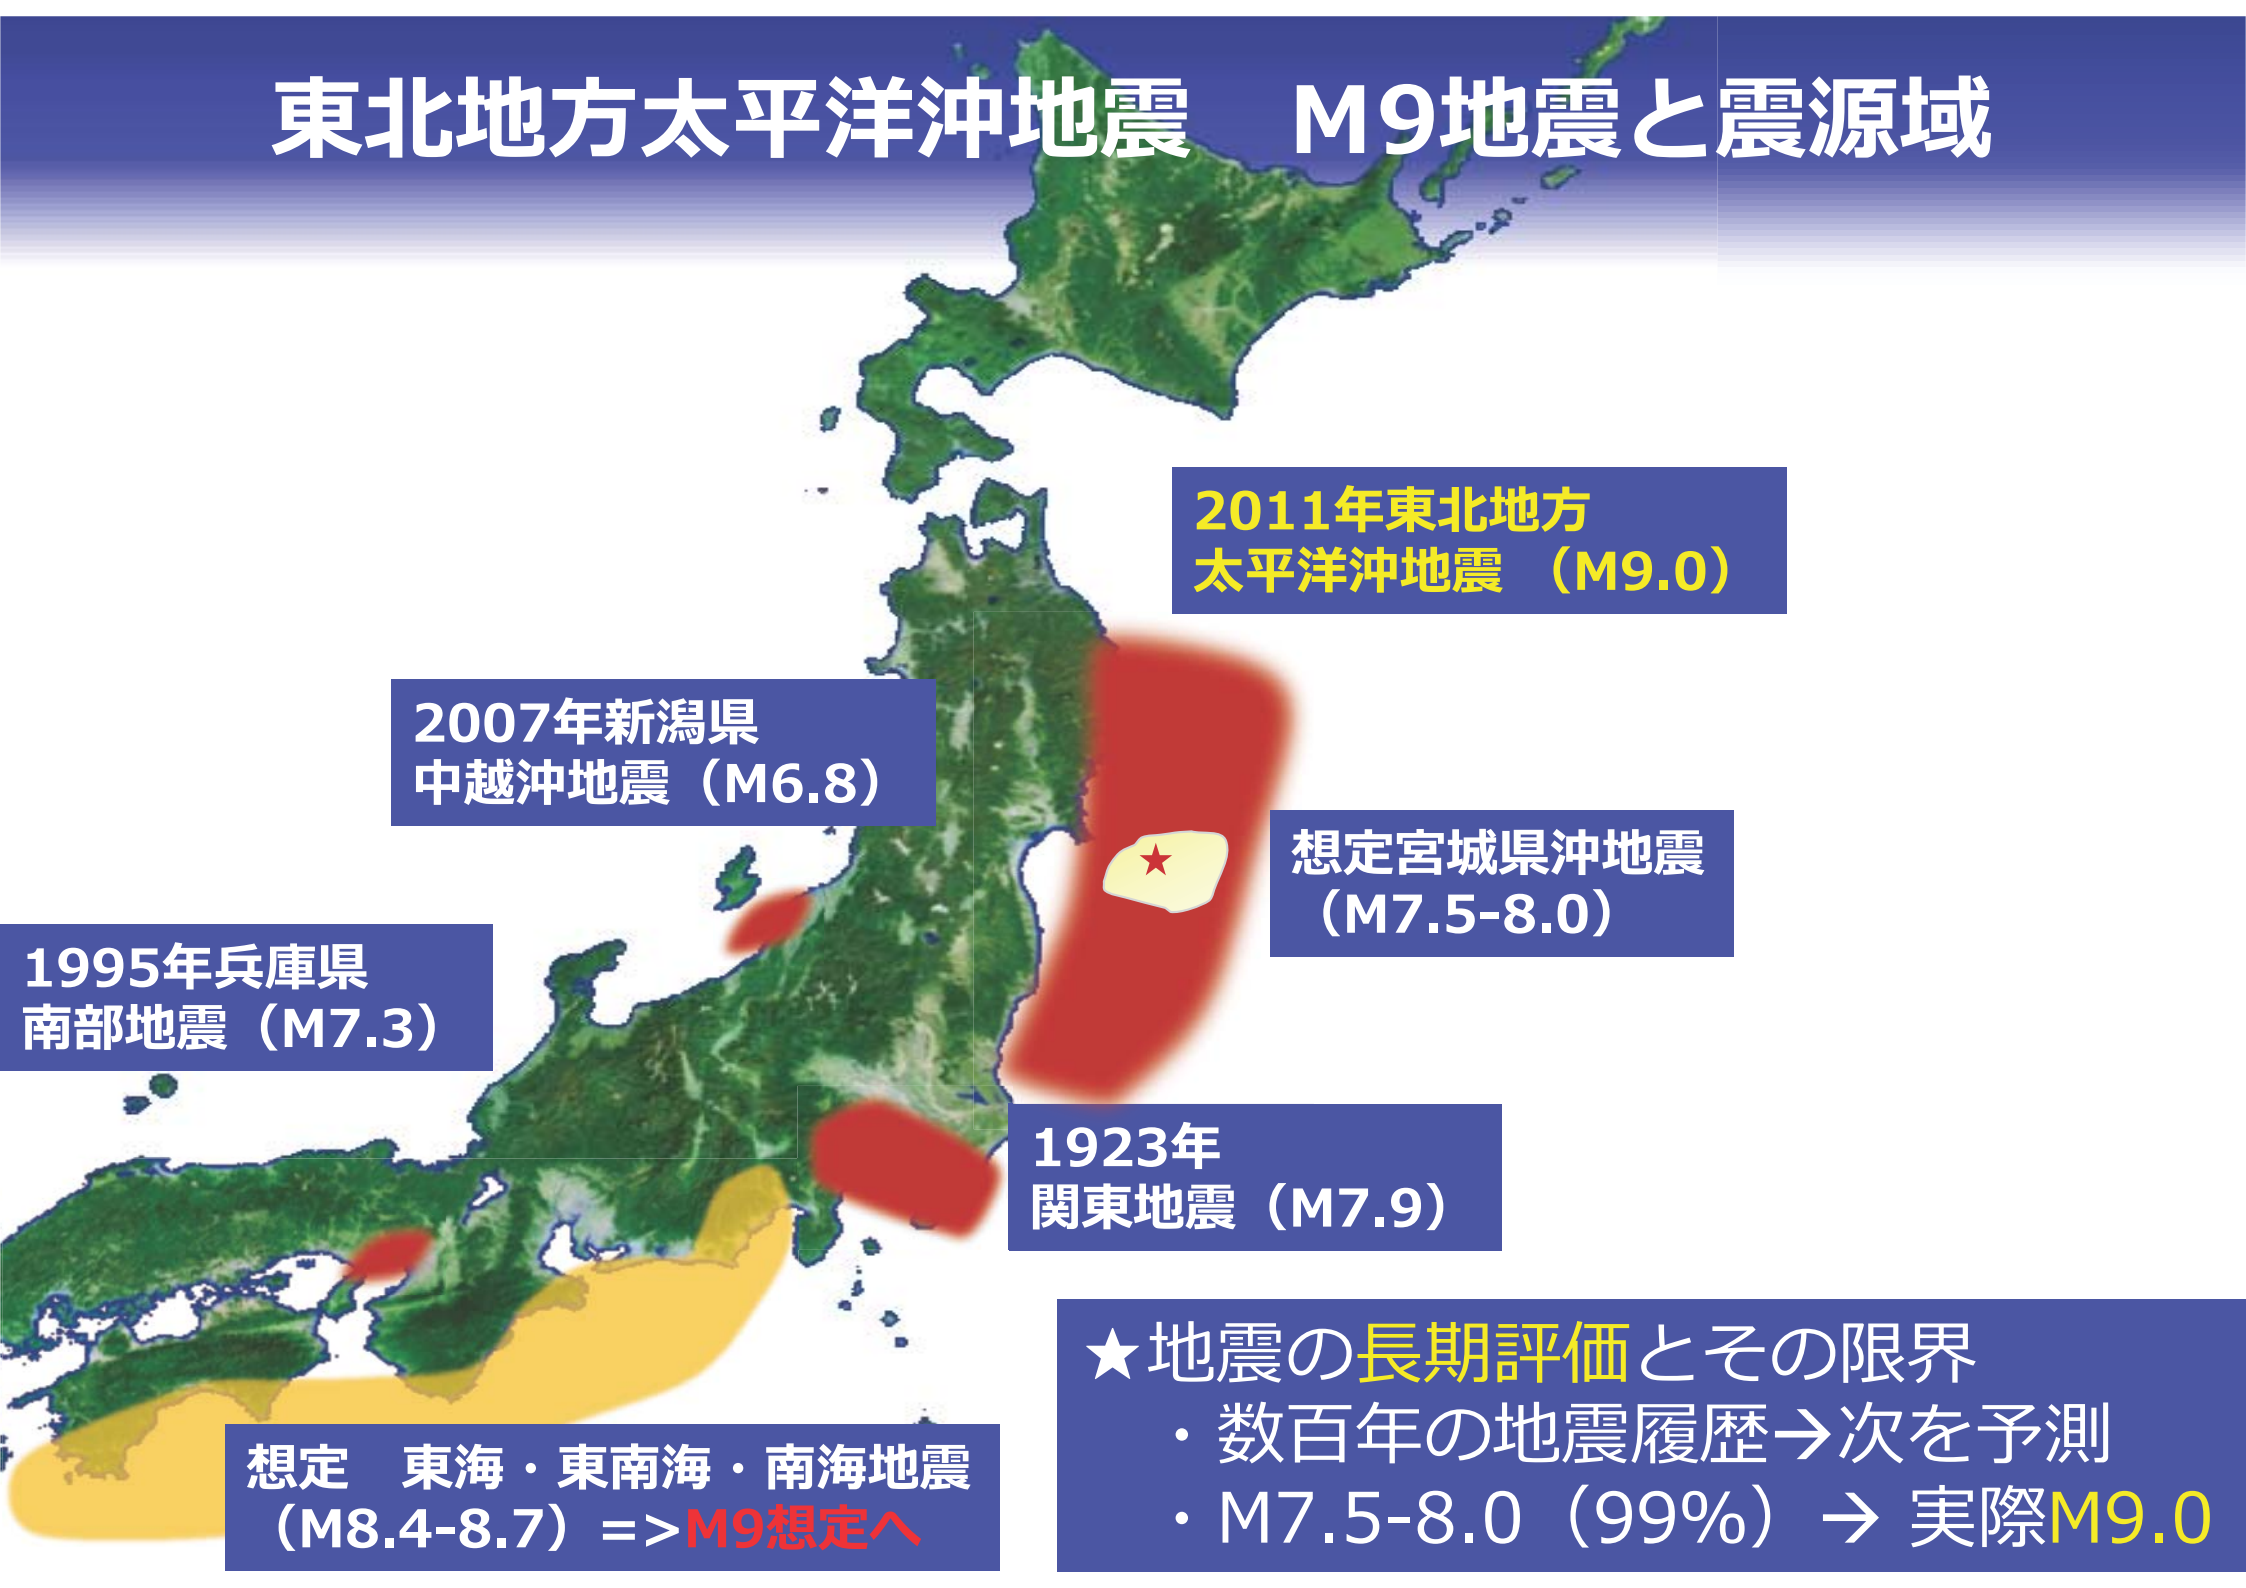 東北地方太平洋沖地震　M9地震と震源域
2011年東北地方
太平洋沖地震 （M9.0）
2007年新潟県
中越沖地震（M6.8）
想定宮城県沖地震
（M7.5-8.0）
1995年兵庫県
南部地震（M7.3）
1923年
関東地震（M7.9）
想定　東海・東南海・南海地震
（M8.4-8.7）=>M9想定へ
★地震の長期評価とその限界
・数百年の地震履歴→次を予測
・M7.5-8.0（99%）→ 実際M9.0